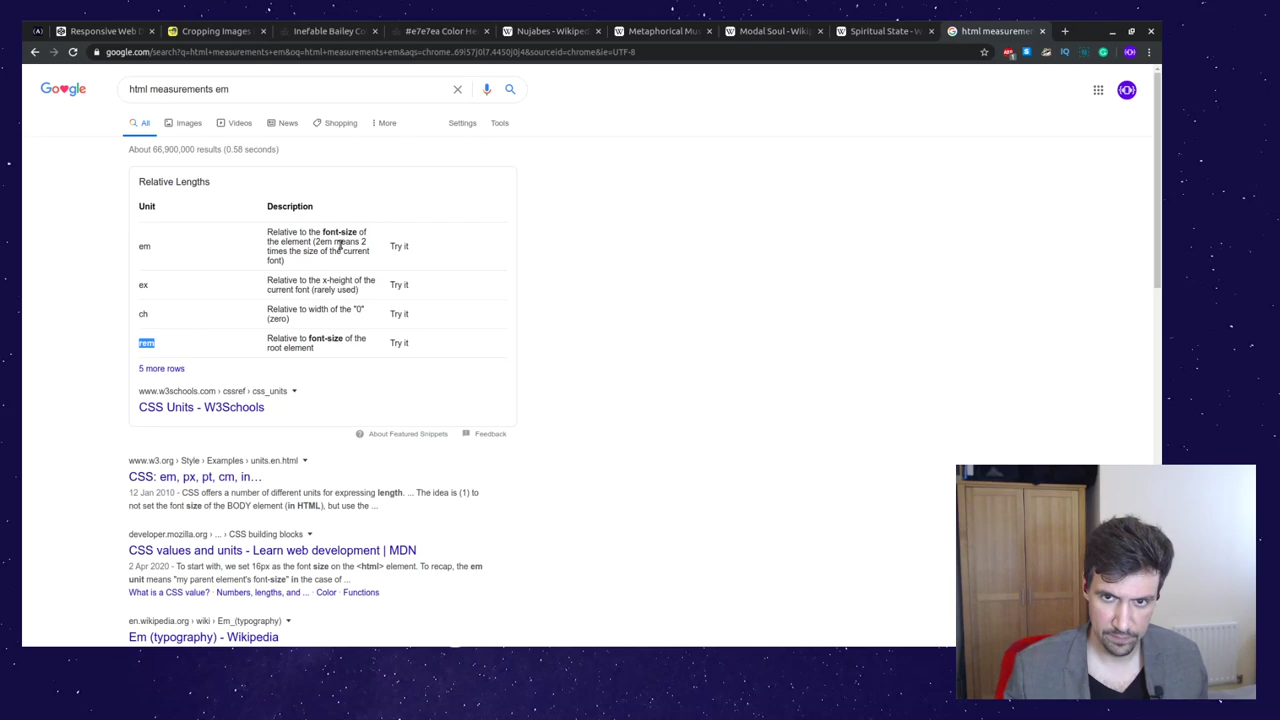 Responsive Web D
Cropping Images
Inefable Bailey Co
#e7e7ea Color He
Nujabes - Wikiped
Metaphorical Mus
Modal Soul - Wiki
Spiritual State - W
html measuremen
google.com/search?q=html+measurements+em&oq=html+measurements+em&aqs=chrome..69i57j0l7.4450j0j4&sourceid=chrome&ie=UTF-8
Google
html measurements em
All Images Videos News Shopping More Settings Tools
About 66,900,000 results (0.58 seconds)
Relative Lengths
Unit Description
em Relative to the font-size of
the element (2em means 2
times the size of the current
font)
Try it
ex Relative to the x-height of the
current font (rarely used)
Try it
ch Relative to width of the "0"
(zero)
Try it
rem Relative to font-size of the
root element
Try it
5 more rows
www.w3schools.com › cssref › css_units
CSS Units - W3Schools
About Featured Snippets Feedback
www.w3.org › Style › Examples › units.en.html
CSS: em, px, pt, cm, in…
12 Jan 2010 - CSS offers a number of different units for expressing length. ... The idea is (1) to
not set the font size of the BODY element (in HTML), but use the ...
developer.mozilla.org › ... › CSS building blocks
CSS values and units - Learn web development | MDN
2 Apr 2020 - To start with, we set 16px as the font size on the <html> element. To recap, the em
unit means "my parent element's font-size" in the case of ...
What is a CSS value? · Numbers, lengths, and ... · Color · Functions
en.wikipedia.org › wiki › Em_(typography)
Em (typography) - Wikipedia